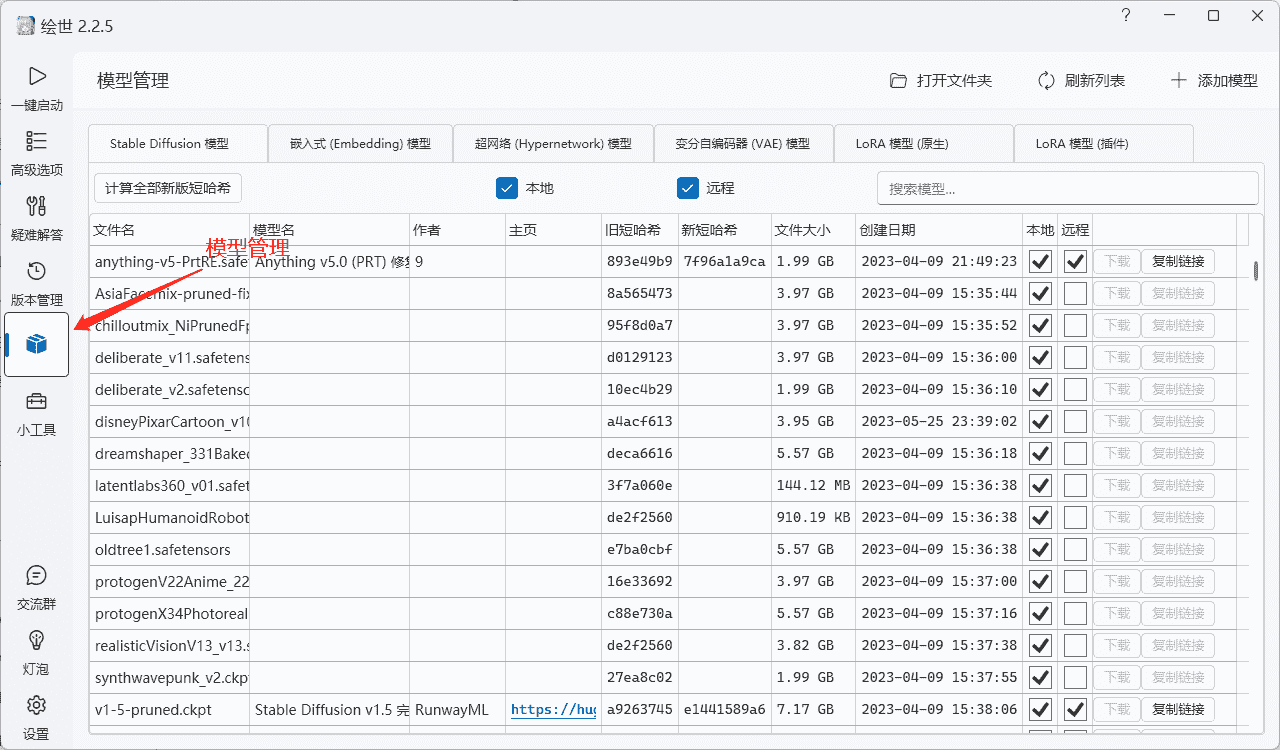 绘世 2.2.5
?
一键启动
高级选项
疑难解答
版本管理
小工具
交流群
灯泡
设置
模型管理
打开文件夹 刷新列表 添加模型
Stable Diffusion 模型 嵌入式 (Embedding) 模型 超网络 (Hypernetwork) 模型 变分自编码器 (VAE) 模型 LoRA 模型 (原生) LoRA 模型 (插件)
计算全部新版短哈希 本地 远程 搜索模型...
文件名 模型名 作者 主页 旧短哈希 新短哈希 文件大小 创建日期 本地 远程
模型管理
anything-v5-PrtRE.safe Anything v5.0 (PRT) 修 9 893e49b9 7f96a1a9ca 1.99 GB 2023-04-09 21:49:23 下载 复制链接
AsiaFacemix-pruned-fix 8a565473 3.97 GB 2023-04-09 15:35:44 下载 复制链接
chilloutmix_NiPrunedFp 95f8d0a7 3.97 GB 2023-04-09 15:35:52 下载 复制链接
deliberate_v11.safetens d0129123 3.97 GB 2023-04-09 15:36:00 下载 复制链接
deliberate_v2.safetenso 10ec4b29 1.99 GB 2023-04-09 15:36:10 下载 复制链接
disneyPixarCartoon_v10 a4acf613 3.95 GB 2023-05-25 23:39:02 下载 复制链接
dreamshaper_331Baked deca6616 5.57 GB 2023-04-09 15:36:18 下载 复制链接
latentlabs360_v01.safet 3f7a060e 144.12 MB 2023-04-09 15:36:38 下载 复制链接
LuisapHumanoidRobot de2f2560 910.19 KB 2023-04-09 15:36:38 下载 复制链接
oldtree1.safetensors e7ba0cbf 5.57 GB 2023-04-09 15:36:38 下载 复制链接
protogenV22Anime_22 16e33692 3.97 GB 2023-04-09 15:37:00 下载 复制链接
protogenX34Photoreal c88e730a 5.57 GB 2023-04-09 15:37:16 下载 复制链接
realisticVisionV13_v13.s de2f2560 3.82 GB 2023-04-09 15:37:38 下载 复制链接
synthwavepunk_v2.ckpt 27ea8c02 1.99 GB 2023-04-09 15:37:55 下载 复制链接
v1-5-pruned.ckpt Stable Diffusion v1.5 完 RunwayML https://hug a9263745 e1441589a6 7.17 GB 2023-04-09 15:38:06 下载 复制链接